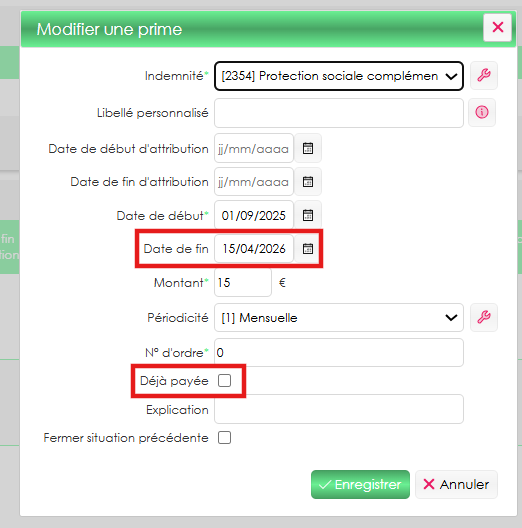 Modifier une prime
Indemnité* [2354] Protection sociale complémen
Libellé personnalisé
Date de début d'attribution jj/mm/aaaa
Date de fin d'attribution jj/mm/aaaa
Date de début* 01/09/2025
Date de fin 15/04/2026
Montant* 15 €
Périodicité [1] Mensuelle
N° d'ordre* 0
Déjà payée
Explication
Fermer situation précédente
Enregistrer Annuler